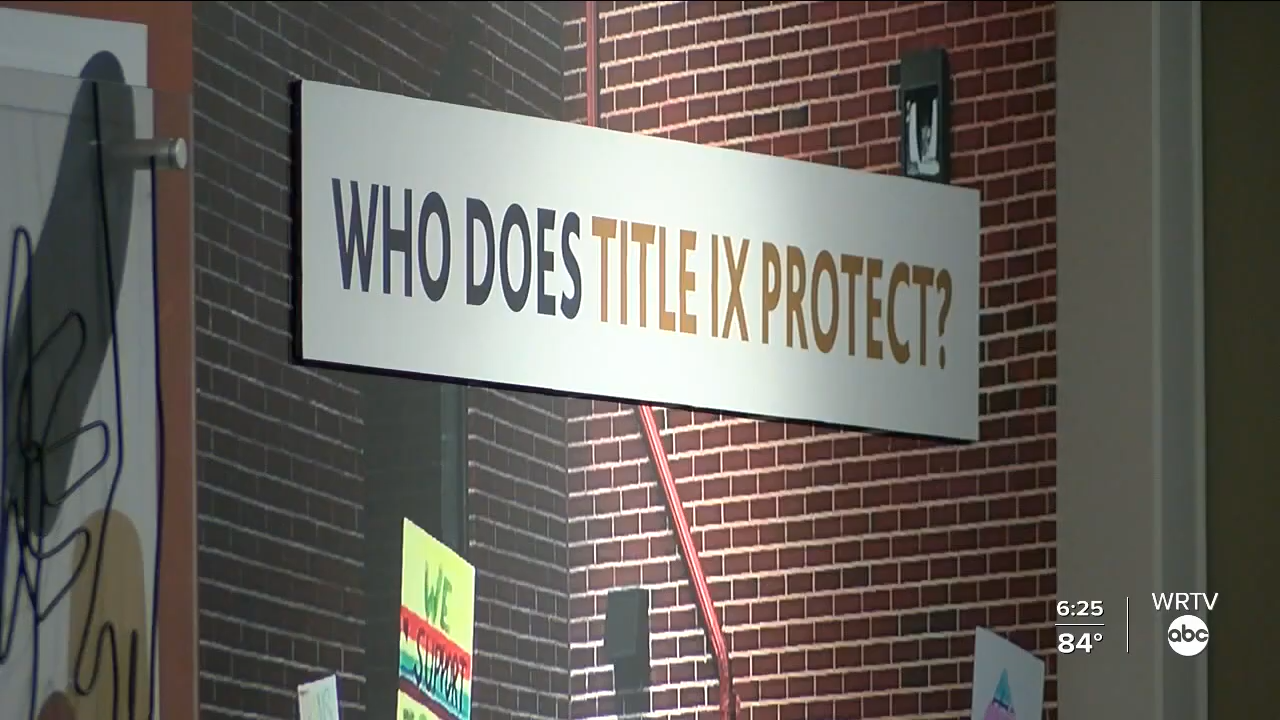 WHO DOES TITLE IX PROTECT?
WE
SUPPORT
6:25
84°
WRTV
abc